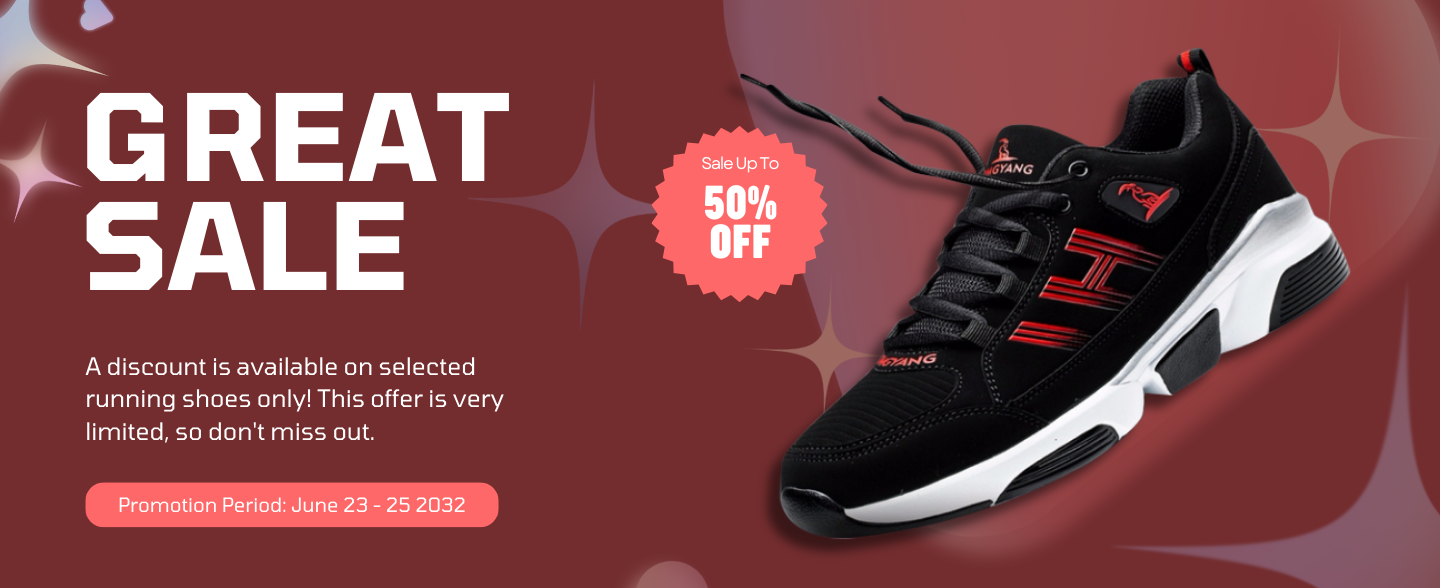 GREAT
SALE
A discount is available on selected
running shoes only! This offer is very
limited, so don't miss out.
Promotion Period: June 23 - 25 2032
Sale Up To
50%
OFF